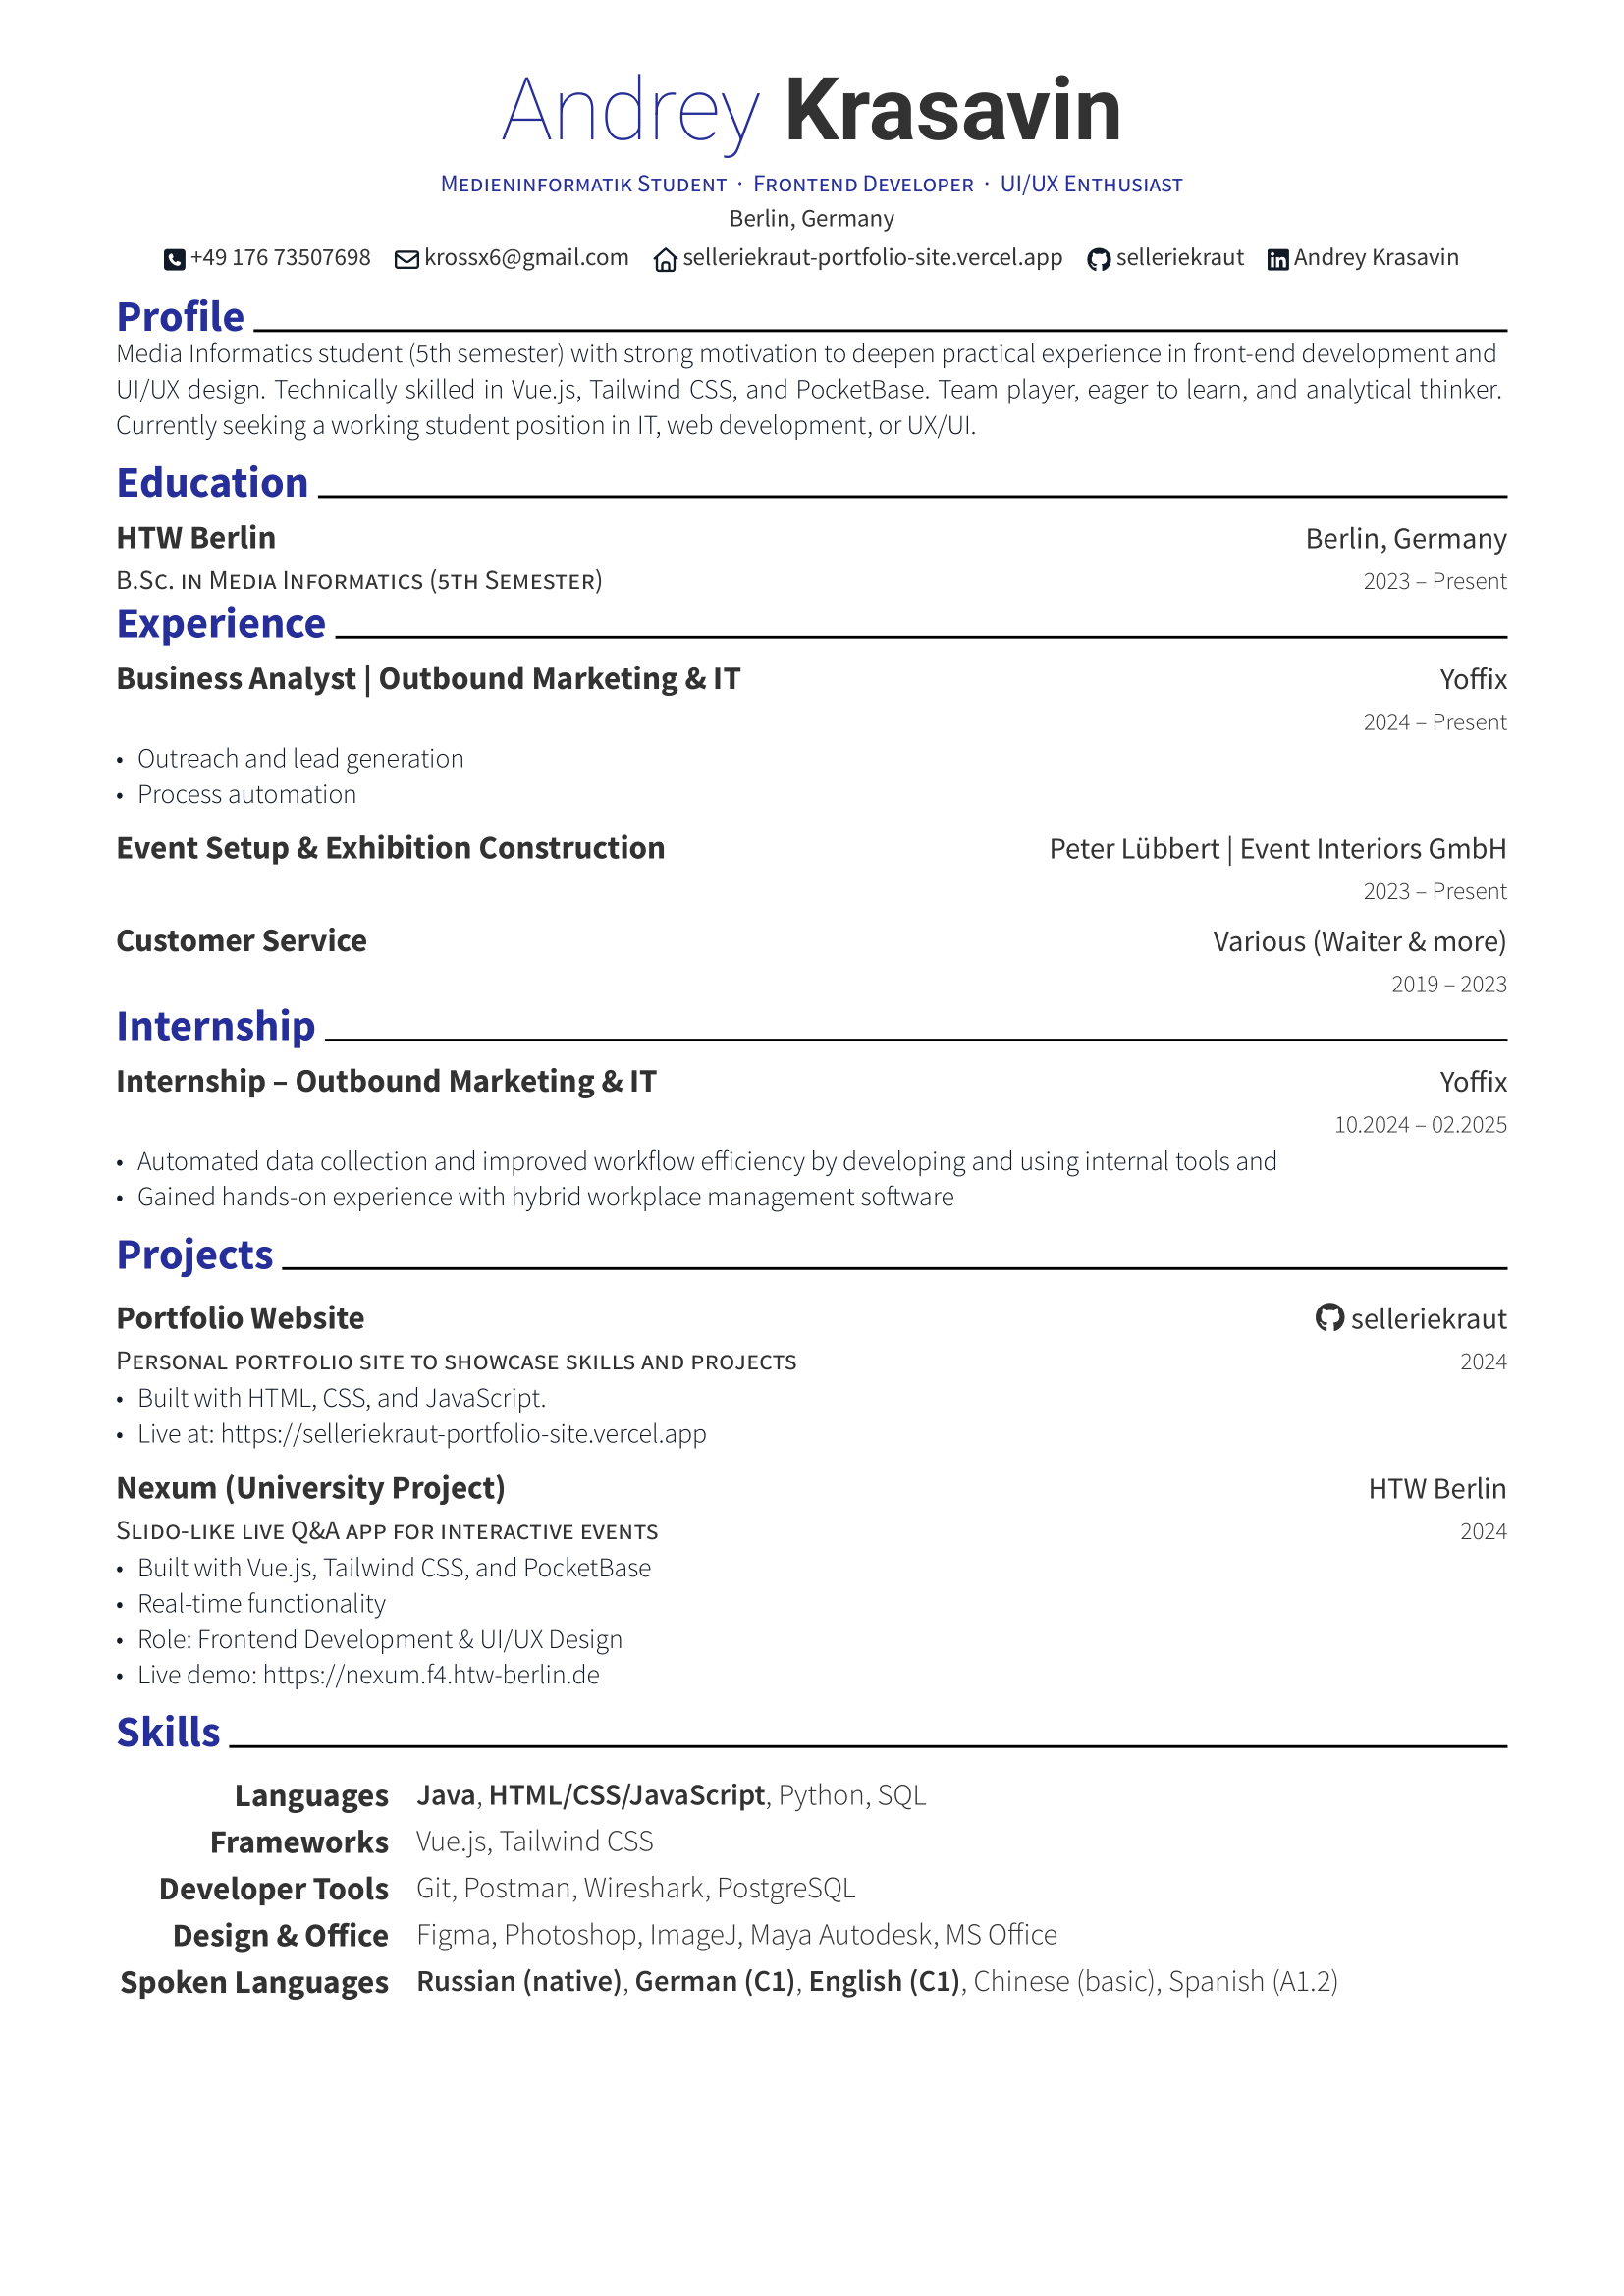 Andrey Krasavin
Medieninformatik Student · Frontend Developer · UI/UX Enthusiast
Berlin, Germany
+49 176 73507698 krossx6@gmail.com selleriekraut-portfolio-site.vercel.app selleriekraut Andrey Krasavin
Profile
Media Informatics student (5th semester) with strong motivation to deepen practical experience in front-end development and
UI/UX design. Technically skilled in Vue.js, Tailwind CSS, and PocketBase. Team player, eager to learn, and analytical thinker.
Currently seeking a working student position in IT, web development, or UX/UI.
Education
HTW Berlin Berlin, Germany
B.Sc. in Media Informatics (5th Semester) 2023 – Present
Experience
Business Analyst | Outbound Marketing & IT Yoffix
2024 – Present
• Outreach and lead generation
• Process automation
Event Setup & Exhibition Construction Peter Lübbert | Event Interiors GmbH
2023 – Present
Customer Service Various (Waiter & more)
2019 – 2023
Internship
Internship – Outbound Marketing & IT Yoffix
10.2024 – 02.2025
• Automated data collection and improved workflow efficiency by developing and using internal tools and
• Gained hands-on experience with hybrid workplace management software
Projects
Portfolio Website selleriekraut
Personal portfolio site to showcase skills and projects 2024
• Built with HTML, CSS, and JavaScript.
• Live at: https://selleriekraut-portfolio-site.vercel.app
Nexum (University Project) HTW Berlin
Slido-like live Q&A app for interactive events 2024
• Built with Vue.js, Tailwind CSS, and PocketBase
• Real-time functionality
• Role: Frontend Development & UI/UX Design
• Live demo: https://nexum.f4.htw-berlin.de
Skills
Languages Java, HTML/CSS/JavaScript, Python, SQL
Frameworks Vue.js, Tailwind CSS
Developer Tools Git, Postman, Wireshark, PostgreSQL
Design & Office Figma, Photoshop, ImageJ, Maya Autodesk, MS Office
Spoken Languages Russian (native), German (C1), English (C1), Chinese (basic), Spanish (A1.2)